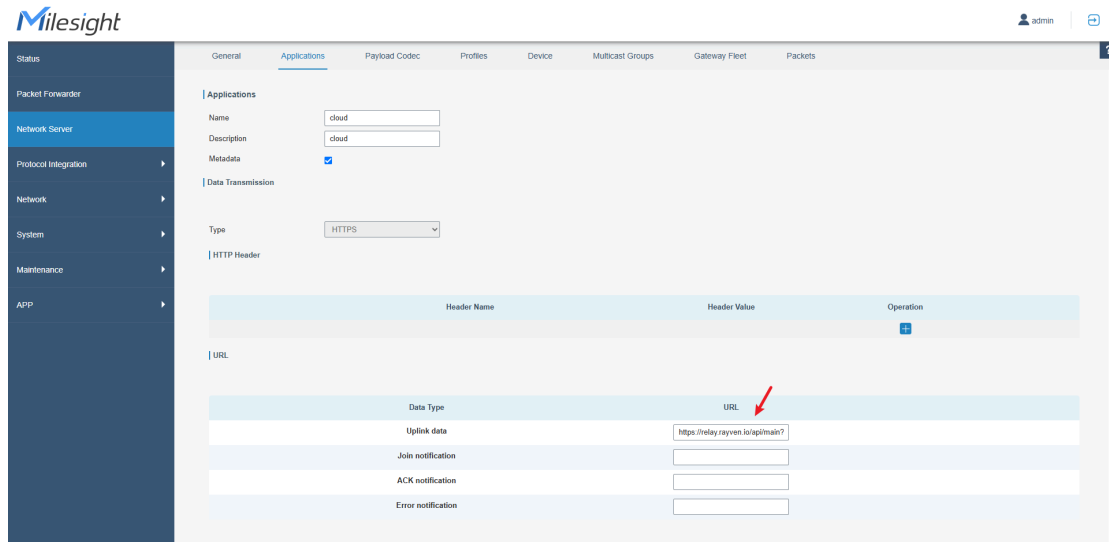 Milesight
admin
Status
General Applications Payload Codec Profiles Device Multicast Groups Gateway Fleet Packets
?
Packet Forwarder
Applications
Network Server
Name cloud
Description cloud
Protocol Integration
Metadata
Data Transmission
Network
System
Type HTTPS
HTTP Header
Maintenance
APP
Header Name Header Value Operation
URL
Data Type URL
Uplink data https://relay.rayven.io/api/main?
Join notification
ACK notification
Error notification